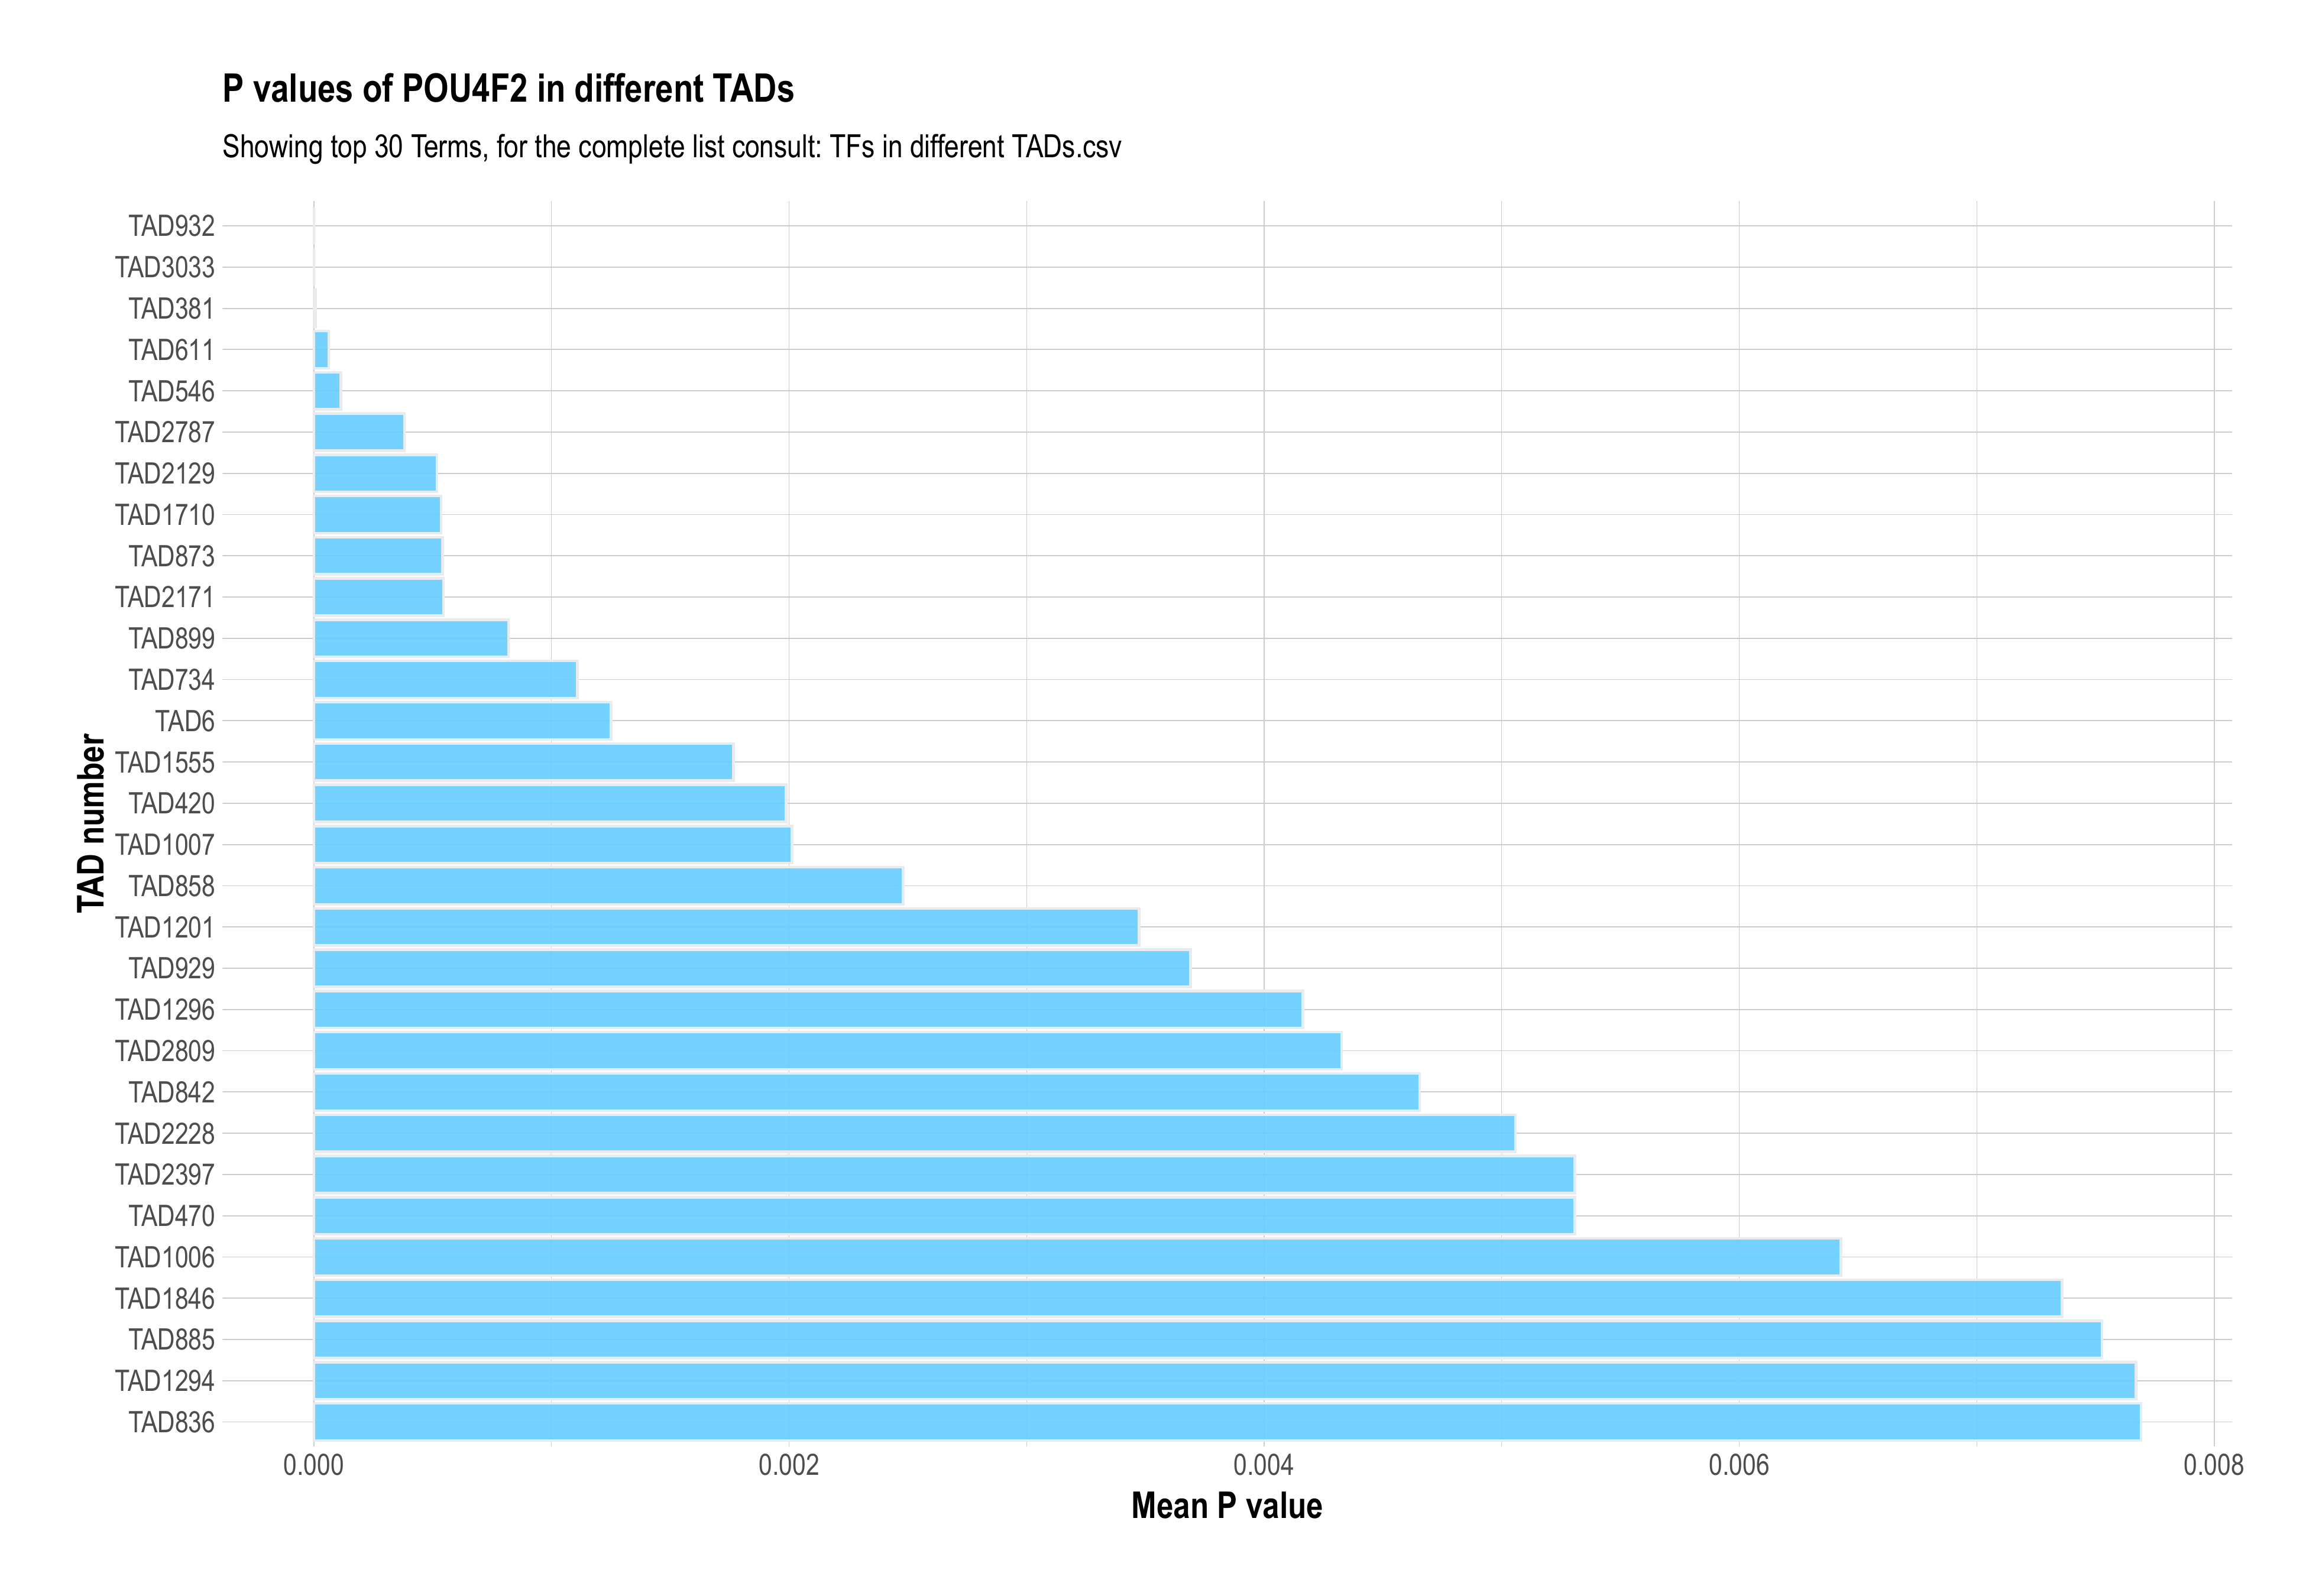 P values of POU4F2 in different TADs
Showing top 30 Terms, for the complete list consult: TFs in different TADs.csv
TAD number
TAD932
TAD3033
TAD381
TAD611
TAD546
TAD2787
TAD2129
TAD1710
TAD873
TAD2171
TAD899
TAD734
TAD6
TAD1555
TAD420
TAD1007
TAD858
TAD1201
TAD929
TAD1296
TAD2809
TAD842
TAD2228
TAD2397
TAD470
TAD1006
TAD1846
TAD885
TAD1294
TAD836
0.000 0.002 0.004 0.006 0.008
Mean P value